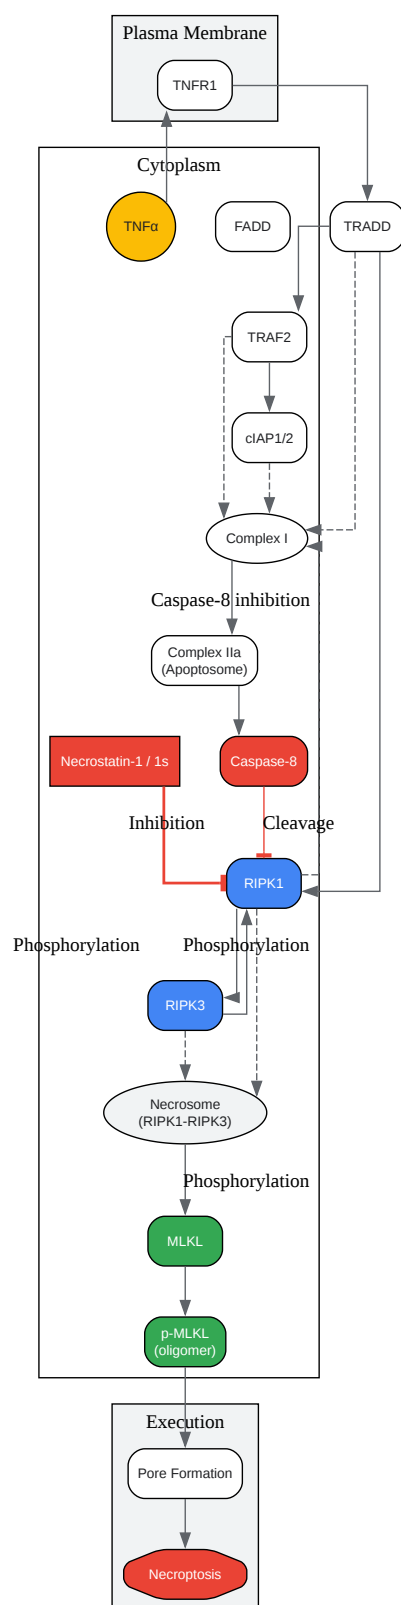 Plasma Membrane
TNFR1
Cytoplasm
TNFα
FADD
TRADD
TRAF2
cIAP1/2
Complex I
Caspase-8 inhibition
Complex IIa
(Apoptosome)
Necrostatin-1 / 1s
Caspase-8
Inhibition
Cleavage
RIPK1
Phosphorylation
Phosphorylation
RIPK3
Necrosome
(RIPK1-RIPK3)
Phosphorylation
MLKL
p-MLKL
(oligomer)
Execution
Pore Formation
Necroptosis